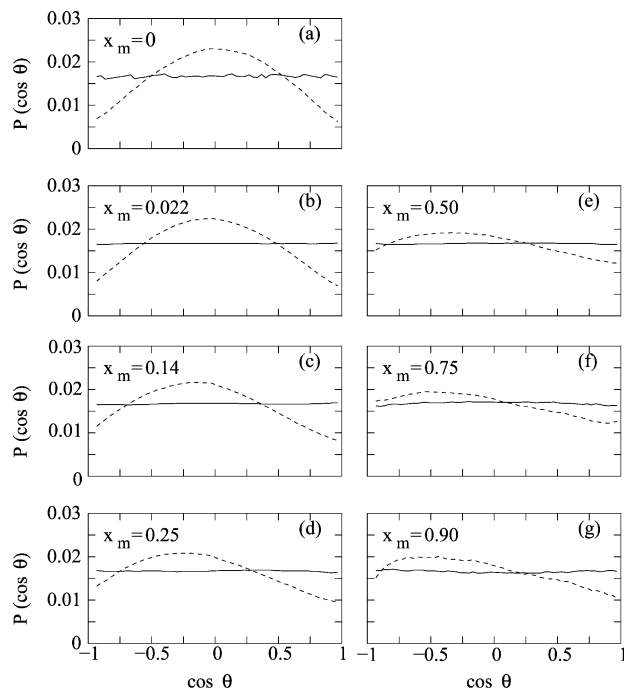 0.03
x m=0
(a)
0.02
0.01
0
P (cos θ)
0.03
x m=0.022
(b)
0.02
0.01
0
P (cos θ)
x m=0.50
(e)
0.03
x m=0.14
(c)
0.02
0.01
0
P (cos θ)
x m=0.75
(f)
0.03
x m=0.25
(d)
0.02
0.01
0
P (cos θ)
−1 −0.5 0 0.5 1
cos θ
x m=0.90
(g)
−1 −0.5 0 0.5 1
cos θ